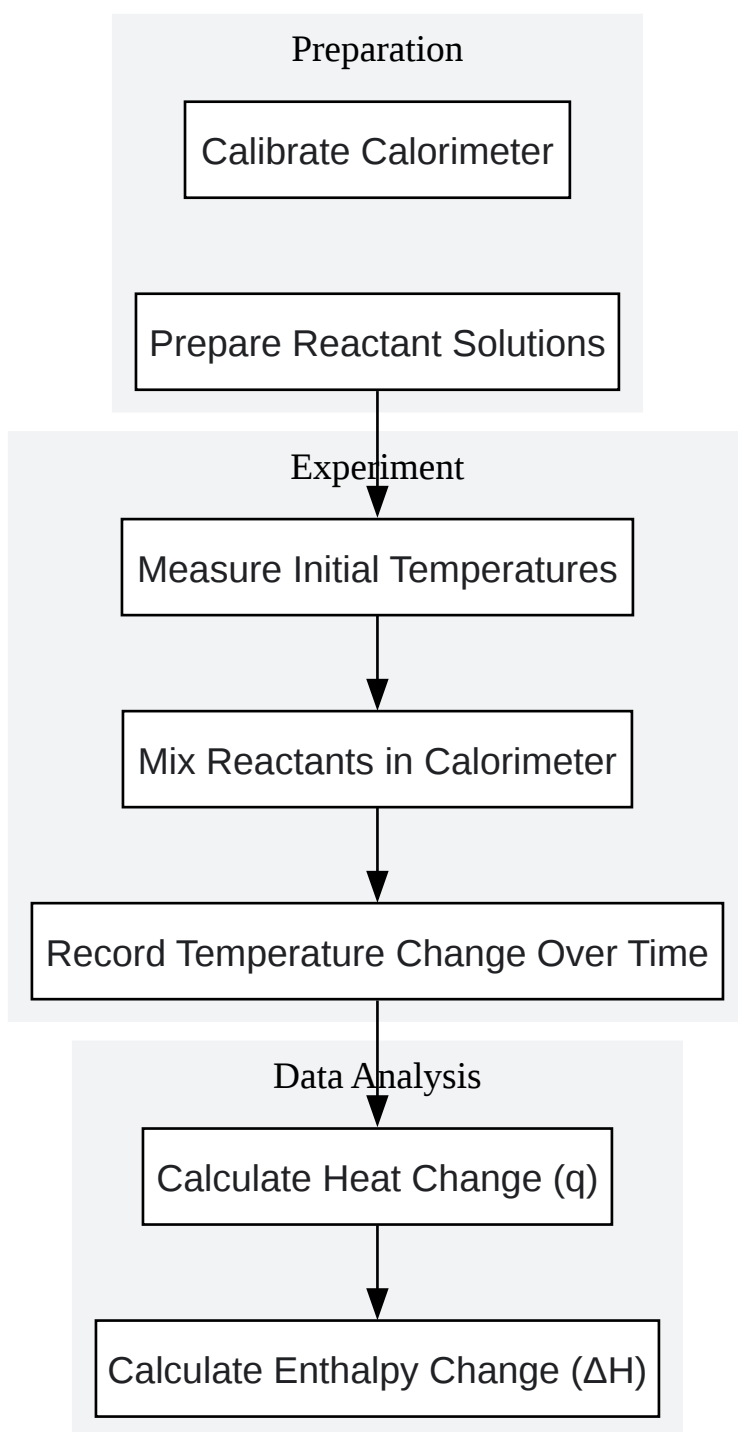 Preparation
Calibrate Calorimeter
Prepare Reactant Solutions
Experiment
Measure Initial Temperatures
Mix Reactants in Calorimeter
Record Temperature Change Over Time
Data Analysis
Calculate Heat Change (q)
Calculate Enthalpy Change (ΔH)